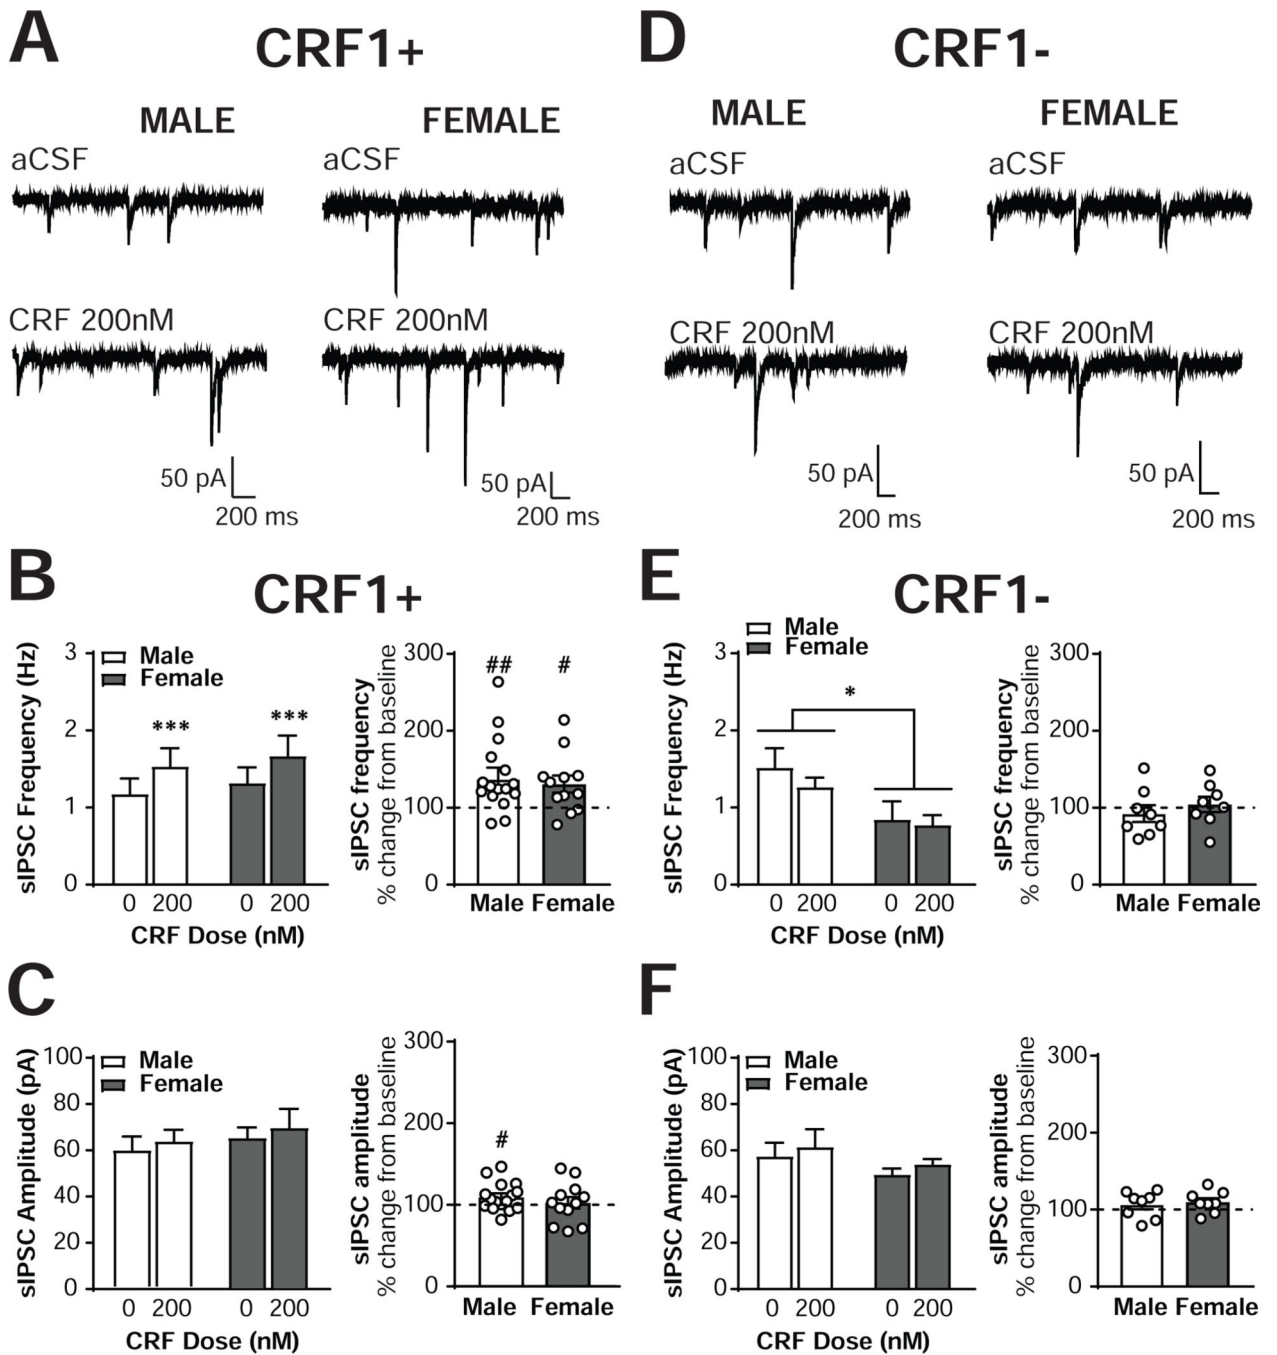 A
CRF1+
MALE
FEMALE
aCSF
aCSF
CRF 200nM
CRF 200nM
50 pA
200 ms
50 pA
200 ms
D
CRF1-
MALE
FEMALE
aCSF
aCSF
CRF 200nM
CRF 200nM
50 pA
200 ms
50 pA
200 ms
B
CRF1+
sIPSC Frequency (Hz)
3
2
1
0
Male
Female
***
***
0 200 0 200
CRF Dose (nM)
sIPSC frequency
% change from baseline
300
200
100
0
## #
Male Female
E
CRF1-
sIPSC Frequency (Hz)
3
2
1
0
Male
Female
*
0 200 0 200
CRF Dose (nM)
sIPSC frequency
% change from baseline
300
200
100
0
Male Female
C
sIPSC Amplitude (pA)
100
80
60
40
20
0
Male
Female
0 200 0 200
CRF Dose (nM)
sIPSC amplitude
% change from baseline
300
200
100
0
#
Male Female
F
sIPSC Amplitude (pA)
100
80
60
40
20
0
Male
Female
0 200 0 200
CRF Dose (nM)
sIPSC amplitude
% change from baseline
300
200
100
0
Male Female